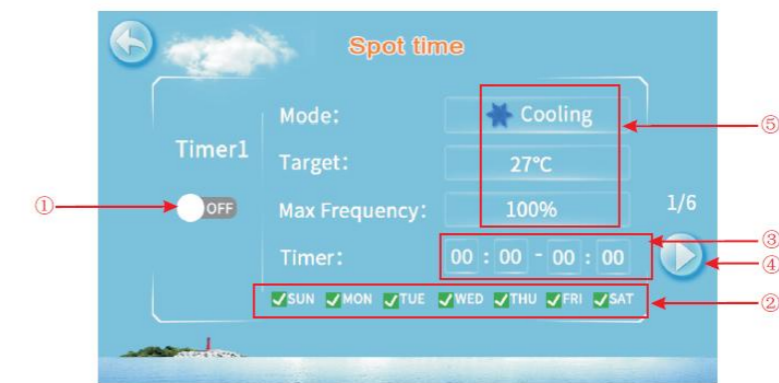 Spot time
Mode: Cooling ⑤
Timer1
Target: 27℃
① OFF
Max Frequency: 100% 1/6
③
Timer: 00 : 00 - 00 : 00 ④
SUN MON TUE WED THU FRI SAT ②